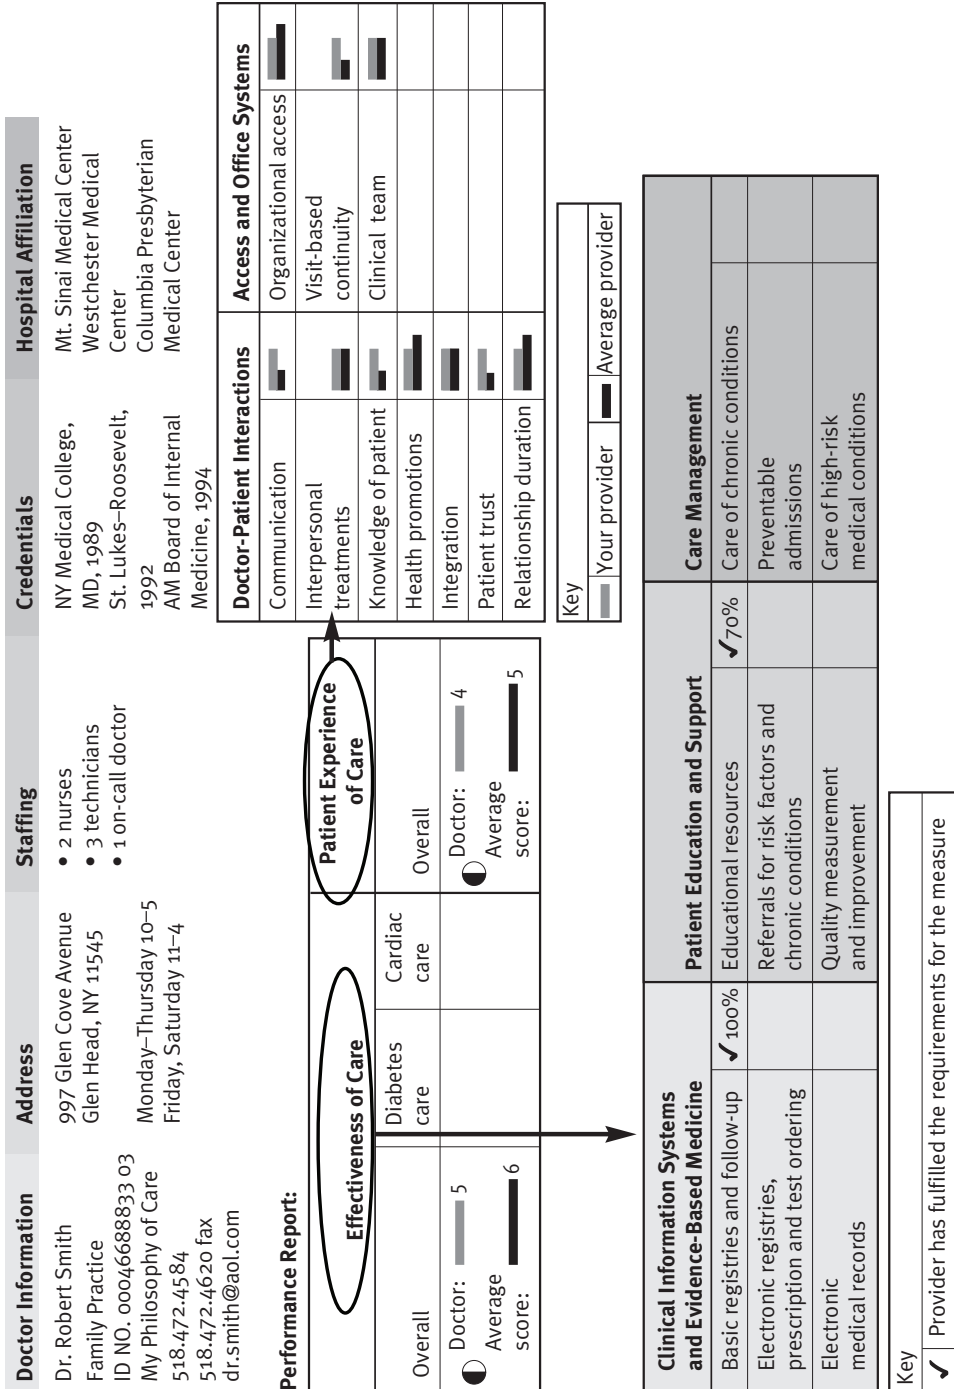 Doctor Information
Dr. Robert Smith
Family Practice
ID NO. 0004668883303
My Philosophy of Care
518.472.4584
518.472.4620 fax
dr.smith@aol.com
Address
997 Glen Cove Avenue
Glen Head, NY 11545
Monday–Thursday 10–5
Friday, Saturday 11–4
Staffing
• 2 nurses
• 3 technicians
• 1 on-call doctor
Credentials
NY Medical College,
MD, 1989
St. Lukes–Roosevelt,
1992
AM Board of Internal
Medicine, 1994
Hospital Affiliation
Mt. Sinai Medical Center
Westchester Medical
Center
Columbia Presbyterian
Medical Center
Performance Report:
Effectiveness of Care
Overall
Diabetes
care
Cardiac
care
Doctor: 5
Average
score: 6
Patient Experience
of Care
Overall
Doctor: 4
Average
score: 5
Doctor-Patient Interactions
Communication
Interpersonal
treatments
Knowledge of patient
Health promotions
Integration
Patient trust
Relationship duration
Access and Office Systems
Organizational access
Visit-based
continuity
Clinical team
Key
Your provider
Average provider
Clinical Information Systems
and Evidence-Based Medicine
Basic registries and follow-up ✓100%
Electronic registries,
prescription and test ordering
Electronic
medical records
Patient Education and Support
Educational resources ✓70%
Referrals for risk factors and
chronic conditions
Quality measurement
and improvement
Care Management
Care of chronic conditions
Preventable
admissions
Care of high-risk
medical conditions
Key
✓ Provider has fulfilled the requirements for the measure